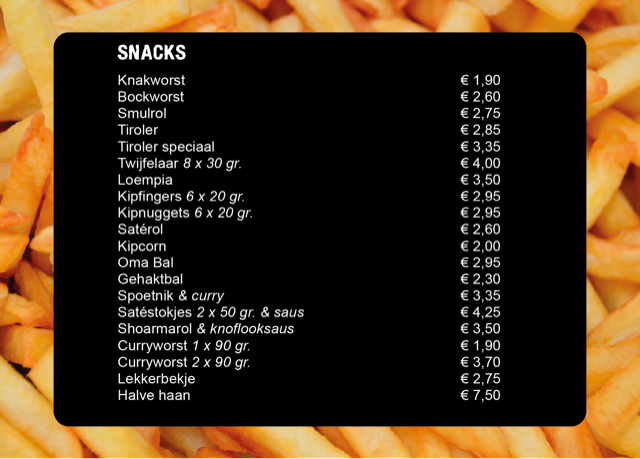 SNACKS
Knakworst € 1,90
Bockworst € 2,60
Smulrol € 2,75
Tiroler € 2,85
Tiroler speciaal € 3,35
Twijfelaar 8 x 30 gr. € 4,00
Loempia € 3,50
Kipfingers 6 x 20 gr. € 2,95
Kipnuggets 6 x 20 gr. € 2,95
Satérol € 2,60
Kipcorn € 2,00
Oma Bal € 2,95
Gehaktbal € 2,30
Spoetnik & curry € 3,35
Satéstokjes 2 x 50 gr. & saus € 4,25
Shoarmarol & knoflooksaus € 3,50
Curryworst 1 x 90 gr. € 1,90
Curryworst 2 x 90 gr. € 3,70
Lekkerbekje € 2,75
Halve haan € 7,50